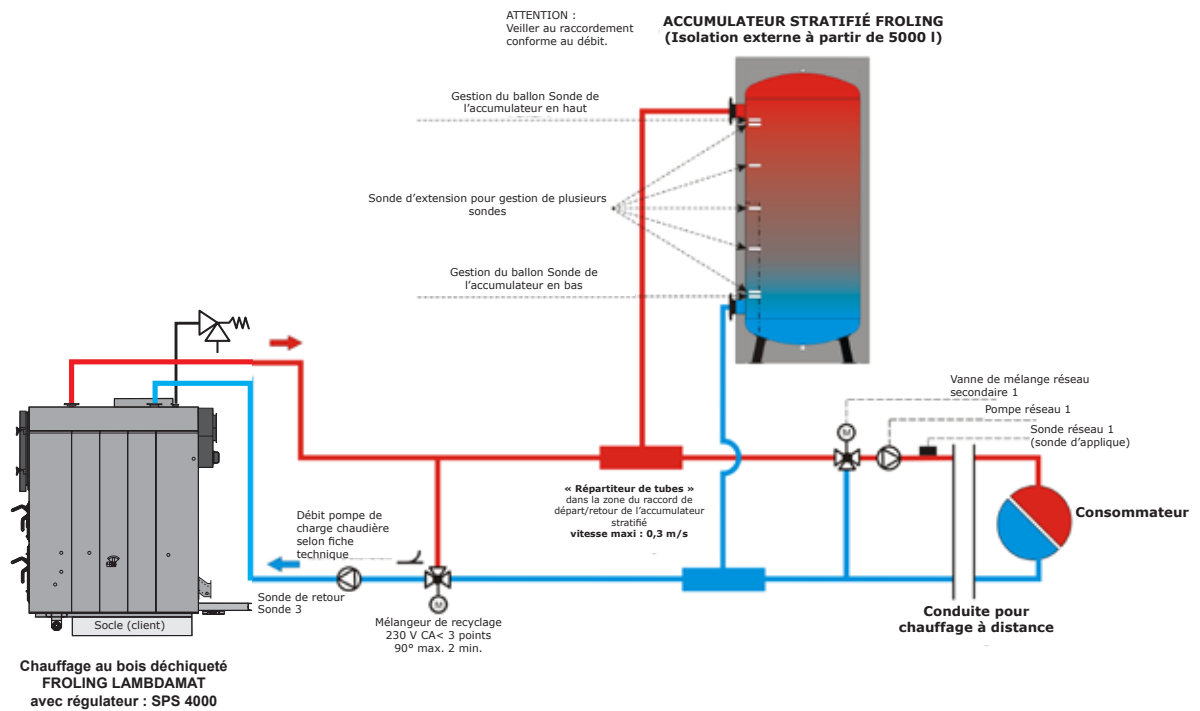 ATTENTION :
Veiller au raccordement
conforme au débit.
ACCUMULATEUR STRATIFIÉ FROLING
(Isolation externe à partir de 5000 l)
Gestion du ballon Sonde de
l’accumulateur en haut
Sonde d’extension pour gestion de plusieurs
sondes
Gestion du ballon Sonde de
l’accumulateur en bas
Vanne de mélange réseau
secondaire 1
Pompe réseau 1
Sonde réseau 1
(sonde d’applique)
M
« Répartiteur de tubes »
dans la zone du raccord de
départ/retour de l’accumulateur
stratifié
vitesse maxi : 0,3 m/s
Consommateur
Débit pompe de
charge chaudière
selon fiche
technique
Sonde de retour
Sonde 3
M
Mélangeur de recyclage
230 V CA< 3 points
90° max. 2 min.
Conduite pour
chauffage à distance
Socle (client)
Chauffage au bois déchiqueté
FROLING LAMBDAMAT
avec régulateur : SPS 4000